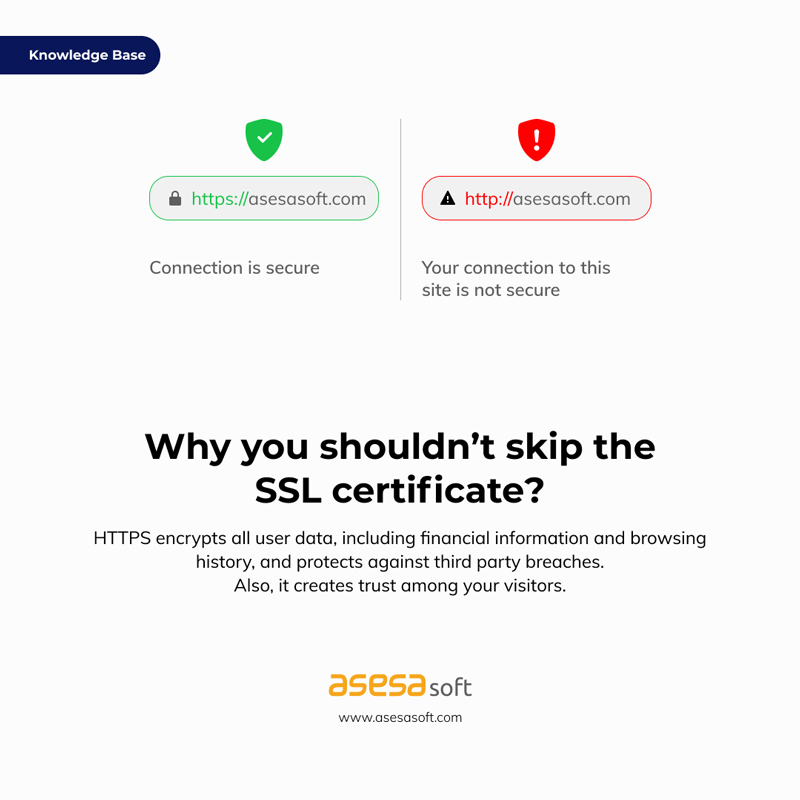 Knowledge Base
https://asesasoft.com
Connection is secure
http://asesasoft.com
Your connection to this
site is not secure
Why you shouldn’t skip the
SSL certificate?
HTTPS encrypts all user data, including financial information and browsing
history, and protects against third party breaches.
Also, it creates trust among your visitors.
asesa soft
www.asesasoft.com